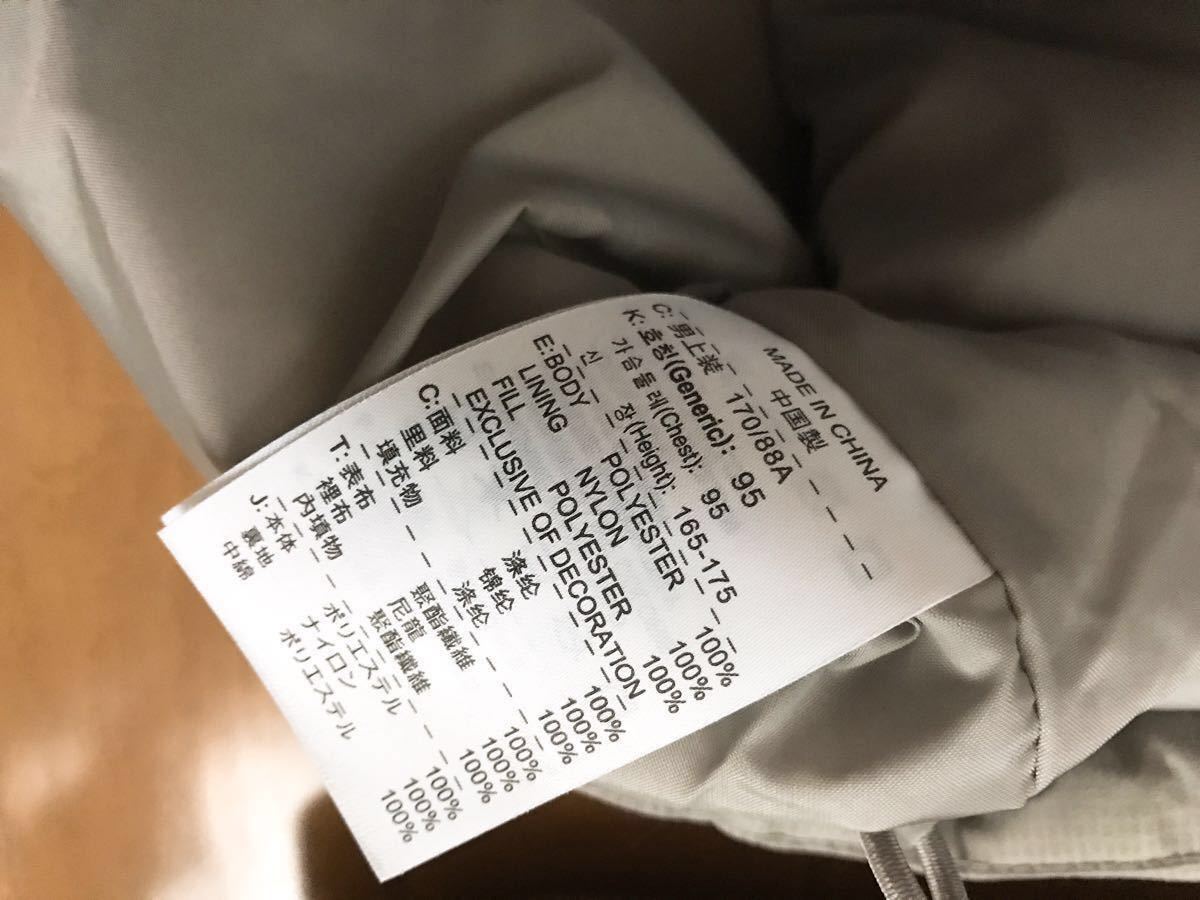 MADE IN CHINA
中国製
C: 男上装 170/88A
K: 호칭(Generic): 95
가슴둘레(Chest): 95
신 장(Height): 165-175
E:BODY POLYESTER 100%
LINING NYLON 100%
FILL POLYESTER 100%
EXCLUSIVE OF DECORATION
C:面料 涤纶 100%
里料 锦纶 100%
填充物 涤纶 100%
T:表布 聚酯纖維 100%
裡布 尼龍 100%
內填物 聚酯纖維 100%
J:本体 ポリエステル 100%
裏地 ナイロン 100%
中綿 ポリエステル 100%